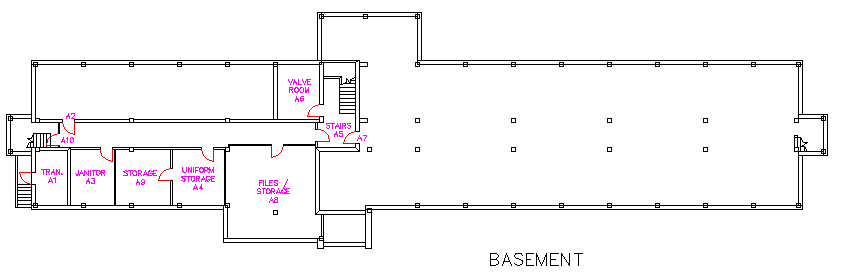 VALVE
ROOM
A6
A2
STAIRS
A5
A7
A10
TRAN.
A1
JANITOR
A3
STORAGE
A9
UNIFORM
STORAGE
A4
FILES /
STORAGE
A8
BASEMENT